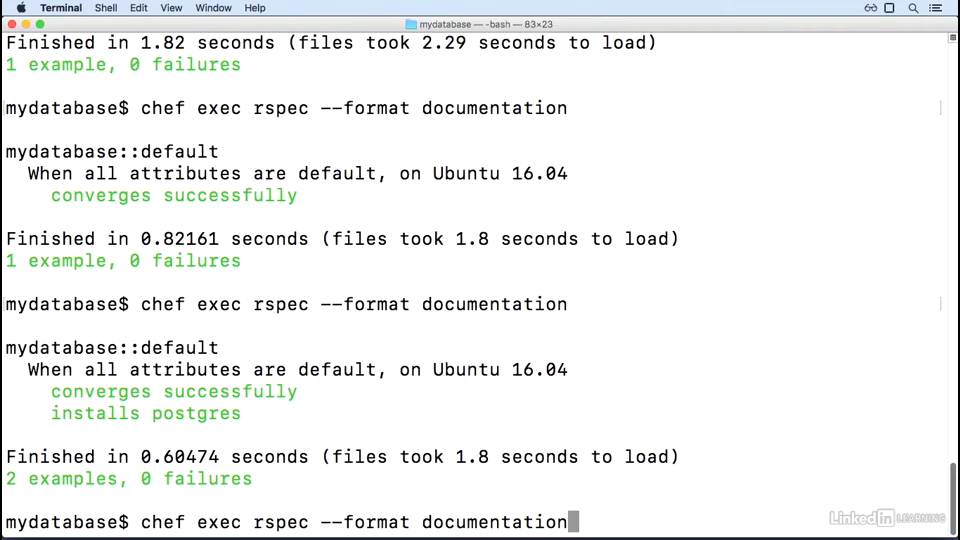 Terminal Shell Edit View Window Help
mydatabase — -bash — 83×23
Finished in 1.82 seconds (files took 2.29 seconds to load)
1 example, 0 failures
mydatabase$ chef exec rspec --format documentation
mydatabase::default
When all attributes are default, on Ubuntu 16.04
converges successfully
Finished in 0.82161 seconds (files took 1.8 seconds to load)
1 example, 0 failures
mydatabase$ chef exec rspec --format documentation
mydatabase::default
When all attributes are default, on Ubuntu 16.04
converges successfully
installs postgres
Finished in 0.60474 seconds (files took 1.8 seconds to load)
2 examples, 0 failures
mydatabase$ chef exec rspec --format documentation
LinkedIn LEARNING